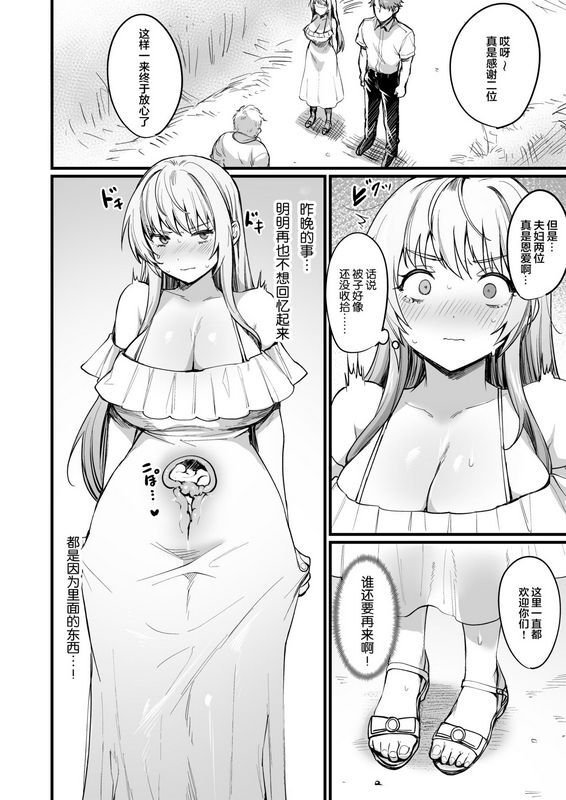 哎呀～
真是感谢二位
这样一来终于放心了
但是…
夫妇两位
真是恩爱啊…
ビクッ
话说
被子好像
还没收拾……
这里一直都
欢迎你们！
谁还要再来啊！
昨晚的事…
明明再也不想回忆起来
ドキ
ドキ
こぽ…♥
都是因为里面的东西……